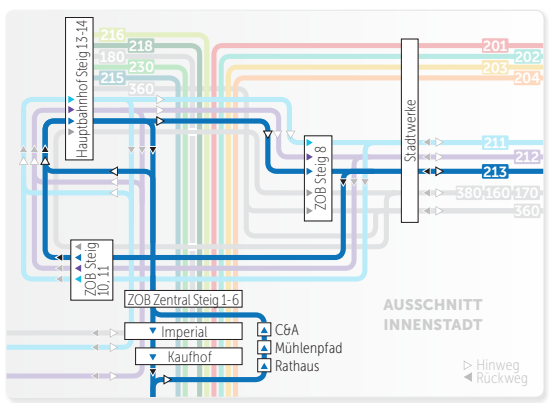 Hauptbahnhof Steig 13-14
216
218
180
230
215
360
ZOB Steig 8
Stadtwerke
201
202
203
204
211
212
213
380 160 170
360
ZOB Steig
10, 11
ZOB Zentral Steig 1-6
Imperial
Kaufhof
C&A
Mühlenpfad
Rathaus
AUSSCHNITT
INNENSTADT
Hinweg
Rückweg